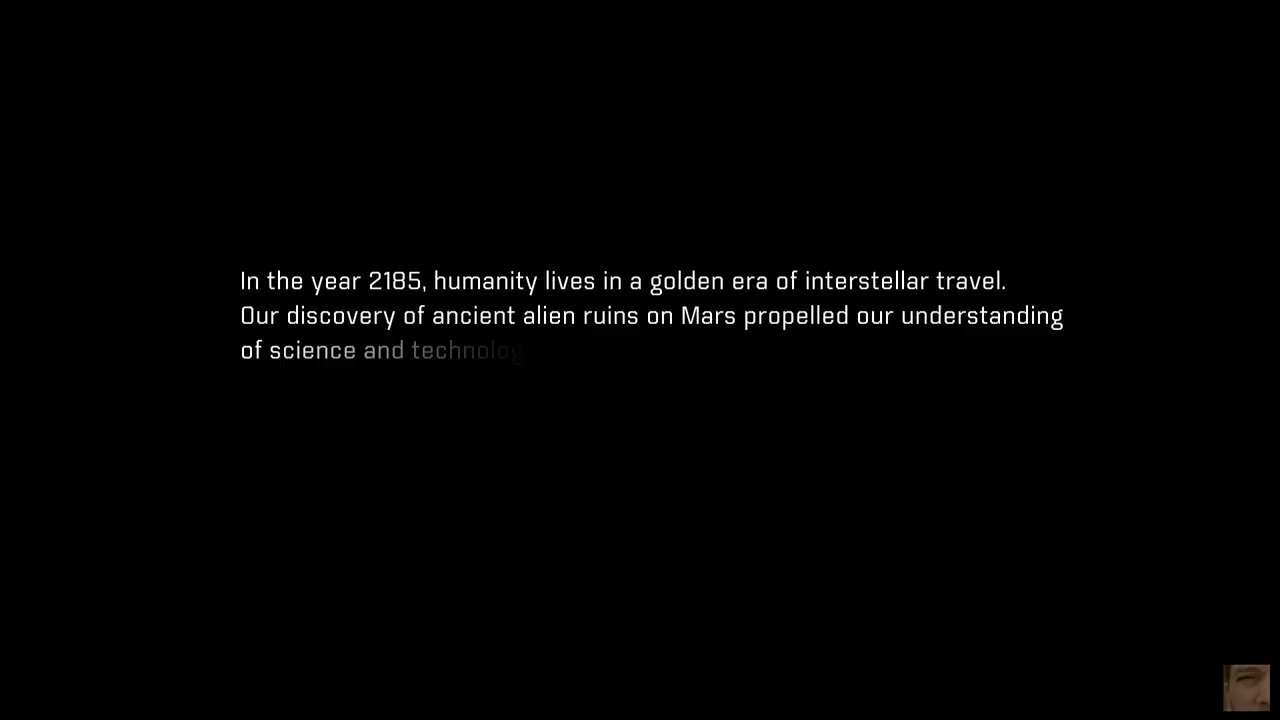 In the year 2185, humanity lives in a golden era of interstellar travel.
Our discovery of ancient alien ruins on Mars propelled our understanding
of science and technolog